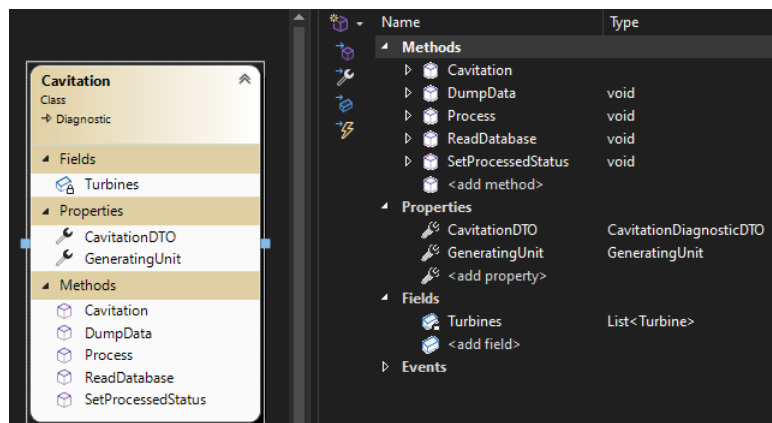 Cavitation
Class
Diagnostic
Fields
Turbines
Properties
CavitationDTO
GeneratingUnit
Methods
Cavitation
DumpData
Process
ReadDatabase
SetProcessedStatus
Name Type
Methods
Cavitation
DumpData void
Process void
ReadDatabase void
SetProcessedStatus void
<add method>
Properties
CavitationDTO CavitationDiagnosticDTO
GeneratingUnit GeneratingUnit
<add property>
Fields
Turbines List<Turbine>
<add field>
Events